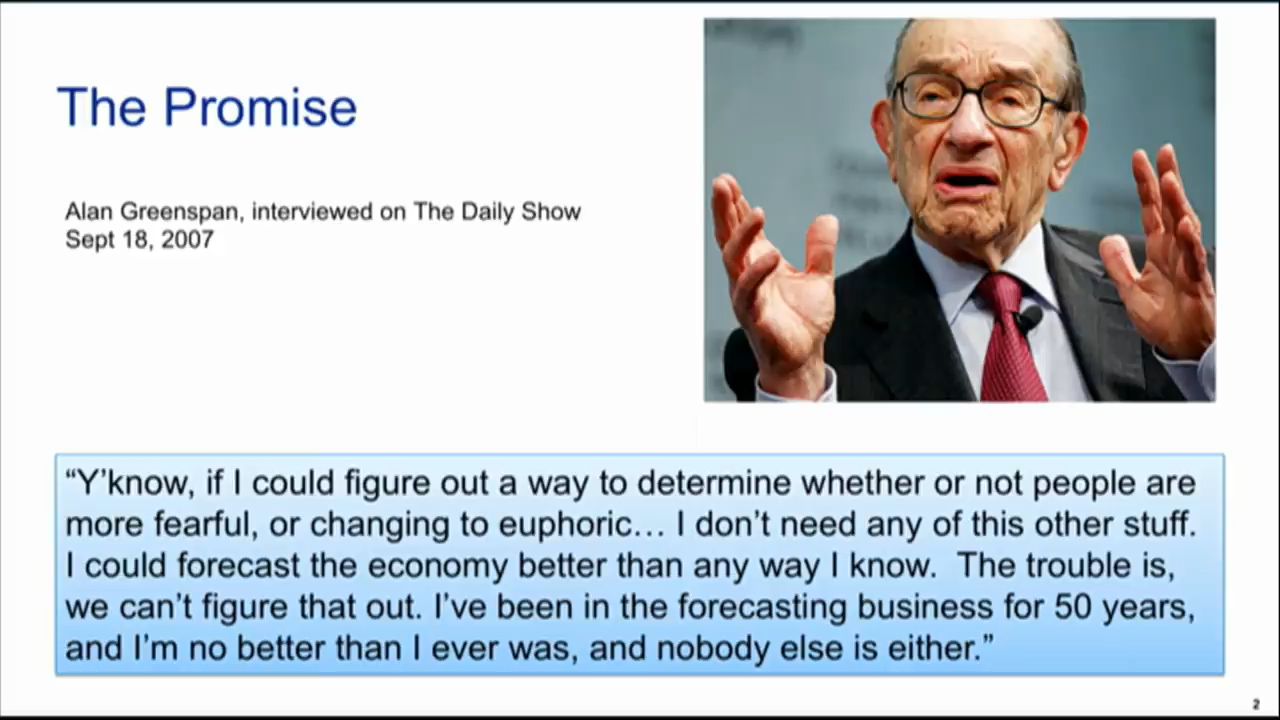 The Promise
Alan Greenspan, interviewed on The Daily Show
Sept 18, 2007
“Y’know, if I could figure out a way to determine whether or not people are
more fearful, or changing to euphoric… I don’t need any of this other stuff.
I could forecast the economy better than any way I know.  The trouble is,
we can’t figure that out. I’ve been in the forecasting business for 50 years,
and I’m no better than I ever was, and nobody else is either.”
2